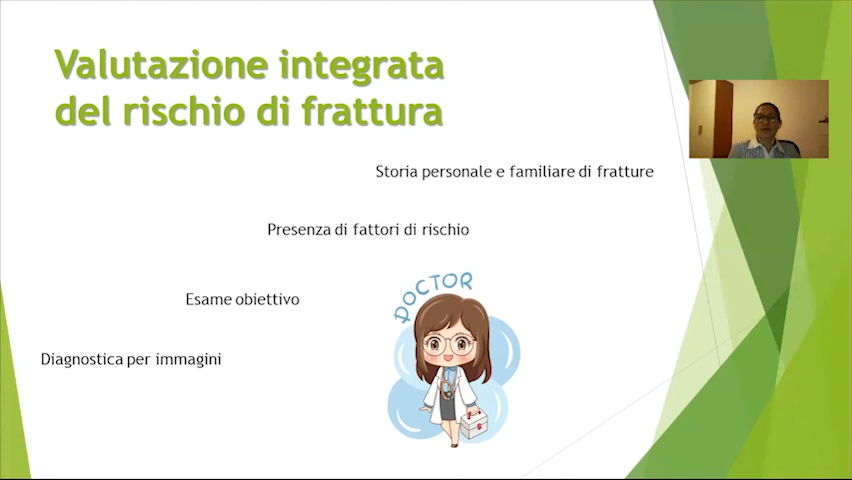 Valutazione integrata
del rischio di frattura
Storia personale e familiare di fratture
Presenza di fattori di rischio
Esame obiettivo
DOCTOR
Diagnostica per immagini